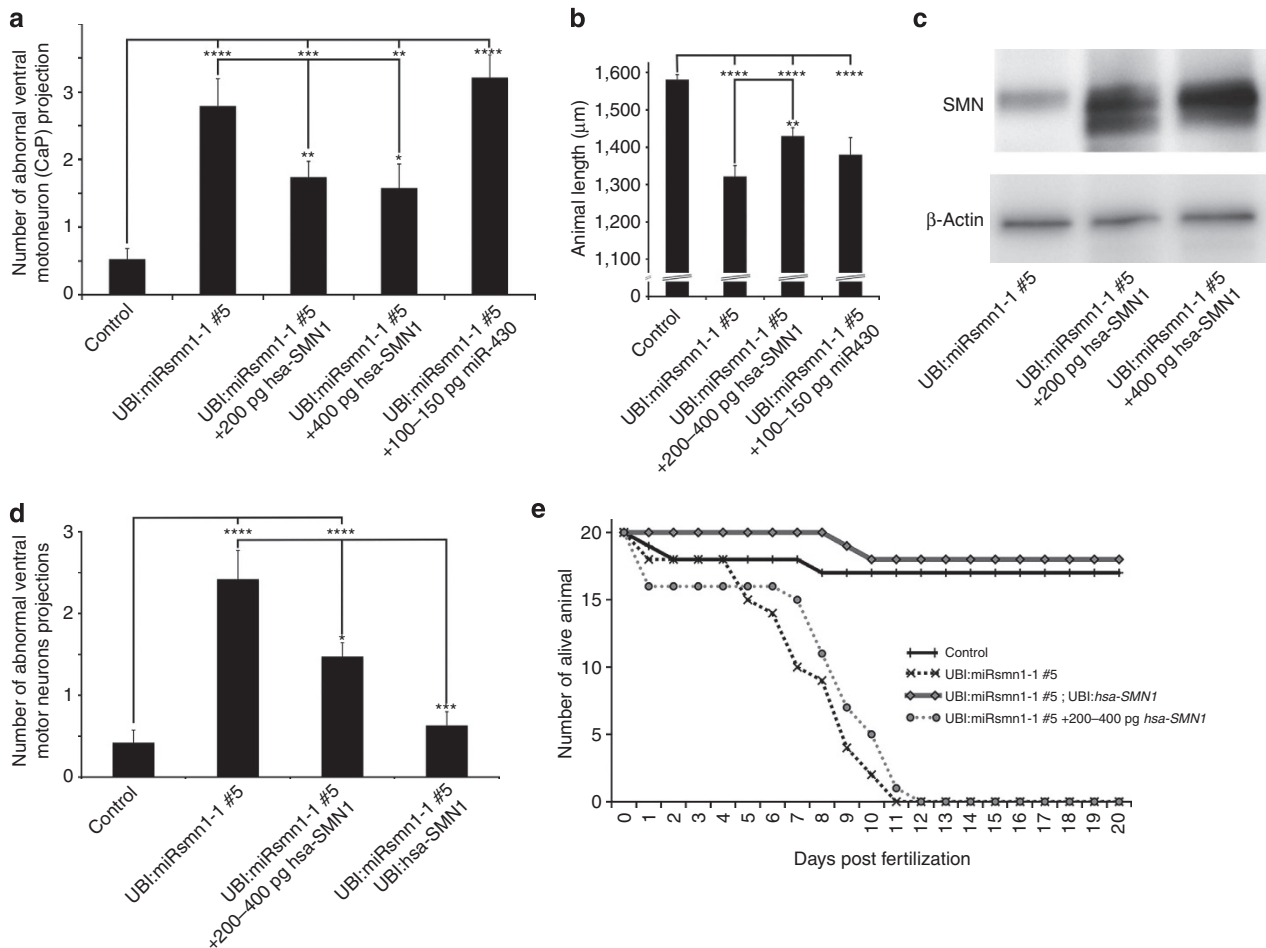 a
Number of abnornal ventral
motoneuron (CaP) projection
3
2
1
0
****
***
**
****
**
*
Control
UBI:miRsmn1-1 #5
UBI:miRsmn1-1 #5
+200 pg hsa-SMN1
UBI:miRsmn1-1 #5
+400 pg hsa-SMN1
UBI:miRsmn1-1 #5
+100–150 pg miR-430
b
Animal length (μm)
1,600
1,500
1,400
1,300
1,200
1,100
0
****
****
****
**
Control
UBI:miRsmn1-1 #5
UBI:miRsmn1-1 #5
+200–400 pg hsa-SMN1
UBI:miRsmn1-1 #5
+100–150 pg miR430
c
SMN
β-Actin
UBI:miRsmn1-1 #5
UBI:miRsmn1-1 #5
+200 pg hsa-SMN1
UBI:miRsmn1-1 #5
+400 pg hsa-SMN1
d
Number of abnormal ventral
motor neurons projections
3
2
1
0
****
****
*
***
Control
UBI:miRsmn1-1 #5
UBI:miRsmn1-1 #5
+200–400 pg hsa-SMN1
UBI:miRsmn1-1 #5
UBI:hsa-SMN1
e
Number of alive animal
20
15
10
5
0
Control
UBI:miRsmn1-1 #5
UBI:miRsmn1-1 #5 ; UBI:hsa-SMN1
UBI:miRsmn1-1 #5 +200–400 pg hsa-SMN1
0 1 2 3 4 5 6 7 8 9 10 11 12 13 14 15 16 17 18 19 20
Days post fertilization